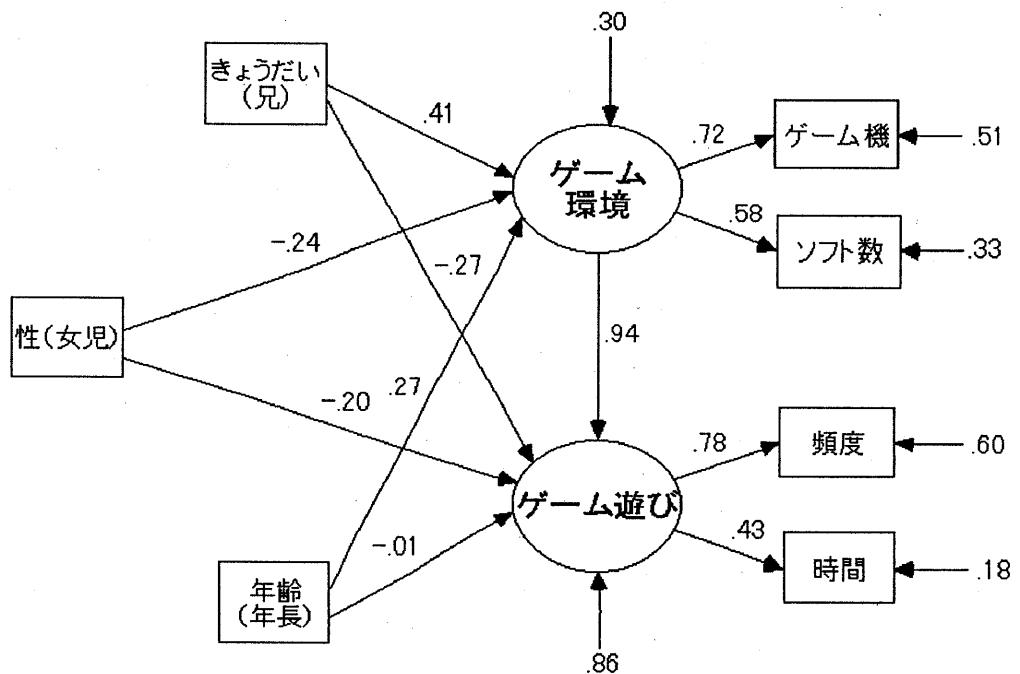 .30
きょうだい
(兄)
.41
ゲーム
環境
.72
ゲーム機
.51
.58
ソフト数
.33
-.24
-.27
性(女児)
.94
-.20
.27
.78
頻度
.60
ゲーム遊び
-.01
.43
時間
.18
年齢
(年長)
.86